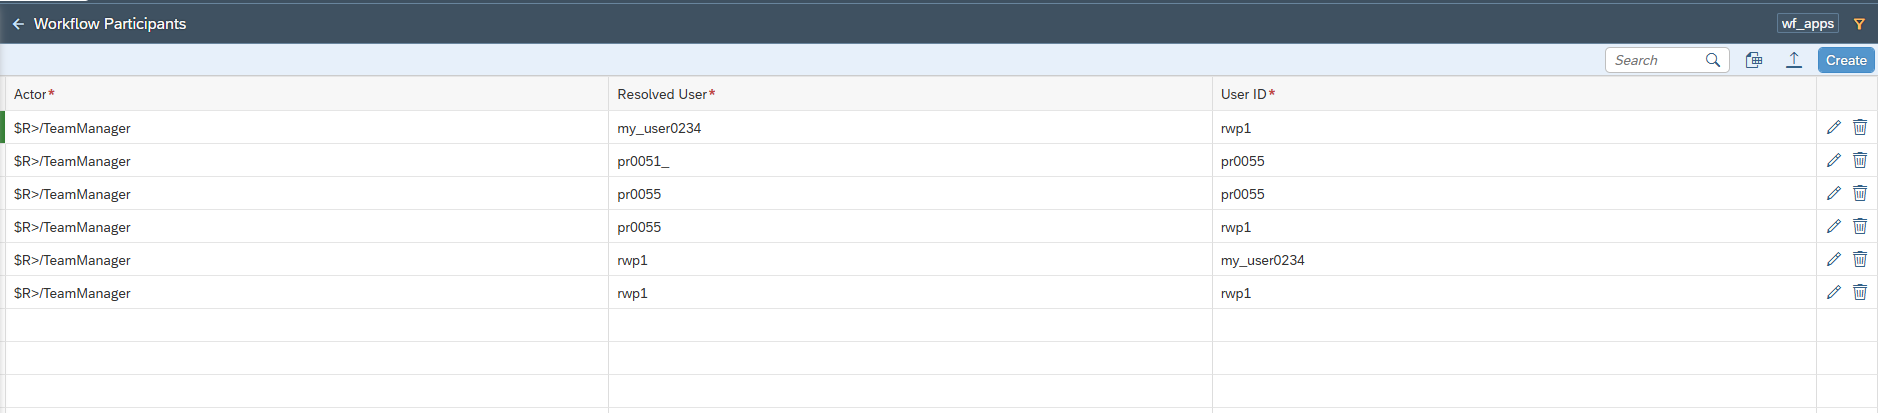 Workflow Participants wf_apps
Search Create
Actor* Resolved User* User ID*
$R>/TeamManager my_user0234 rwp1
$R>/TeamManager pr0051_ pr0055
$R>/TeamManager pr0055 pr0055
$R>/TeamManager pr0055 rwp1
$R>/TeamManager rwp1 my_user0234
$R>/TeamManager rwp1 rwp1